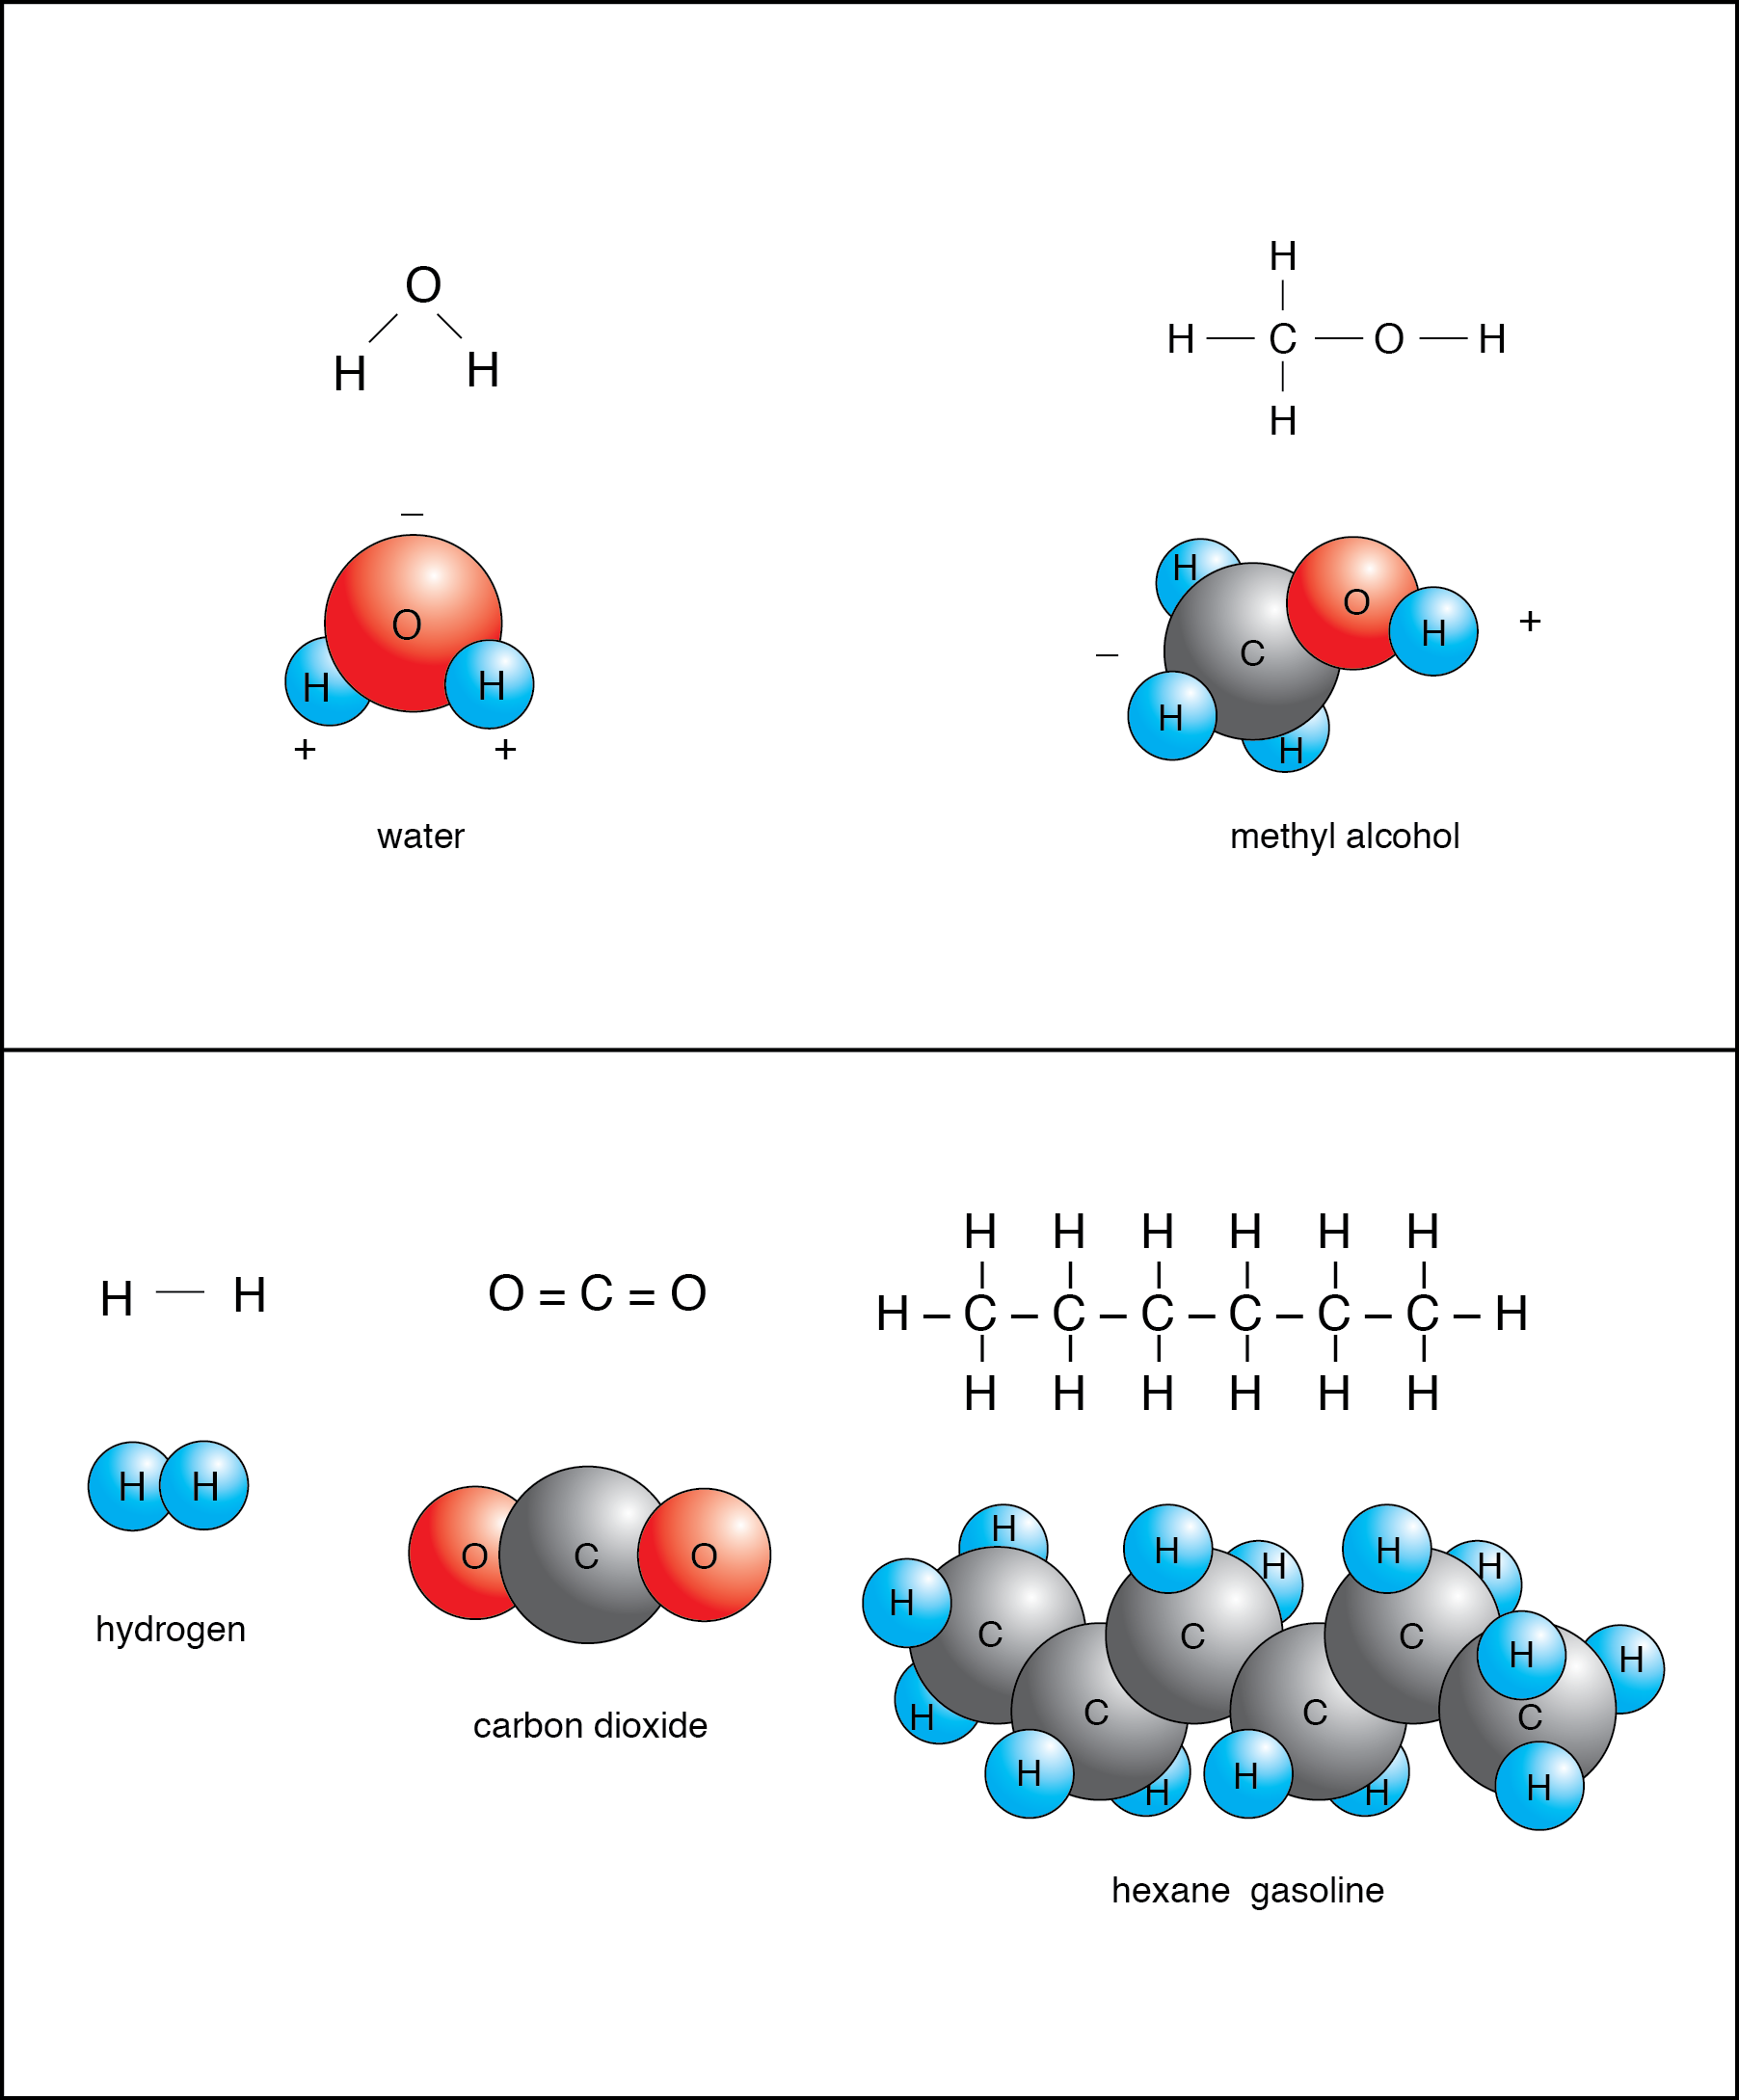 O
H H
H
H — C — O — H
H
–
O
H H
+ +
water
H
C O H
– +
H
H
methyl alcohol
H — H
O = C = O
H H H H H H
H – C – C – C – C – C – C – H
H H H H H H
H H
hydrogen
O C O
carbon dioxide
H H H H H
H C C C H H
H C C C
H H H H H
hexane gasoline